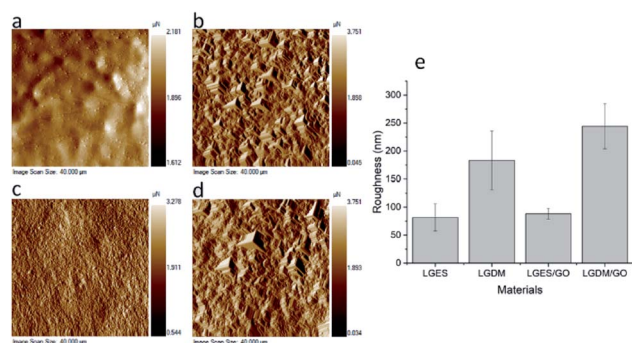 a
μN
2.181
1.896
1.612
Image Scan Size: 40.000 μm
b
μN
3.751
1.898
0.045
Image Scan Size: 40.000 μm
c
μN
3.278
1.911
0.544
Image Scan Size: 40.000 μm
d
μN
3.751
1.893
0.034
Image Scan Size: 40.000 μm
e
Roughness (nm)
300
250
200
150
100
50
0
LGES LGDM LGES/GO LGDM/GO
Materials